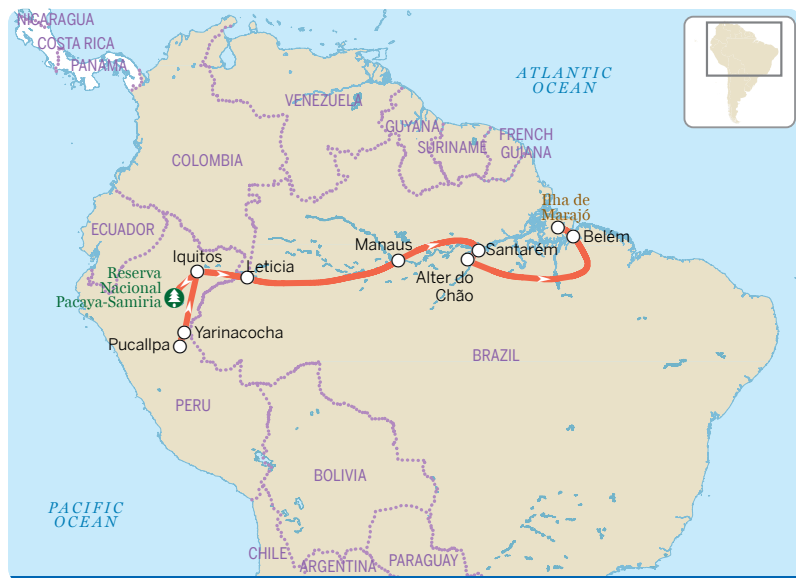 NICARAGUA
COSTA RICA
PANAMA
ATLANTIC
OCEAN
VENEZUELA
GUYANA
SURINAME
FRENCH
GUIANA
COLOMBIA
ECUADOR
Ilha de
Marajó
Belém
Manaus
Santarém
Iquitos
Leticia
Alter do
Chão
Reserva
Nacional
Pacaya-Samiria
Yarinacocha
Pucallpa
BRAZIL
PERU
BOLIVIA
PACIFIC
OCEAN
CHILE
ARGENTINA
PARAGUAY